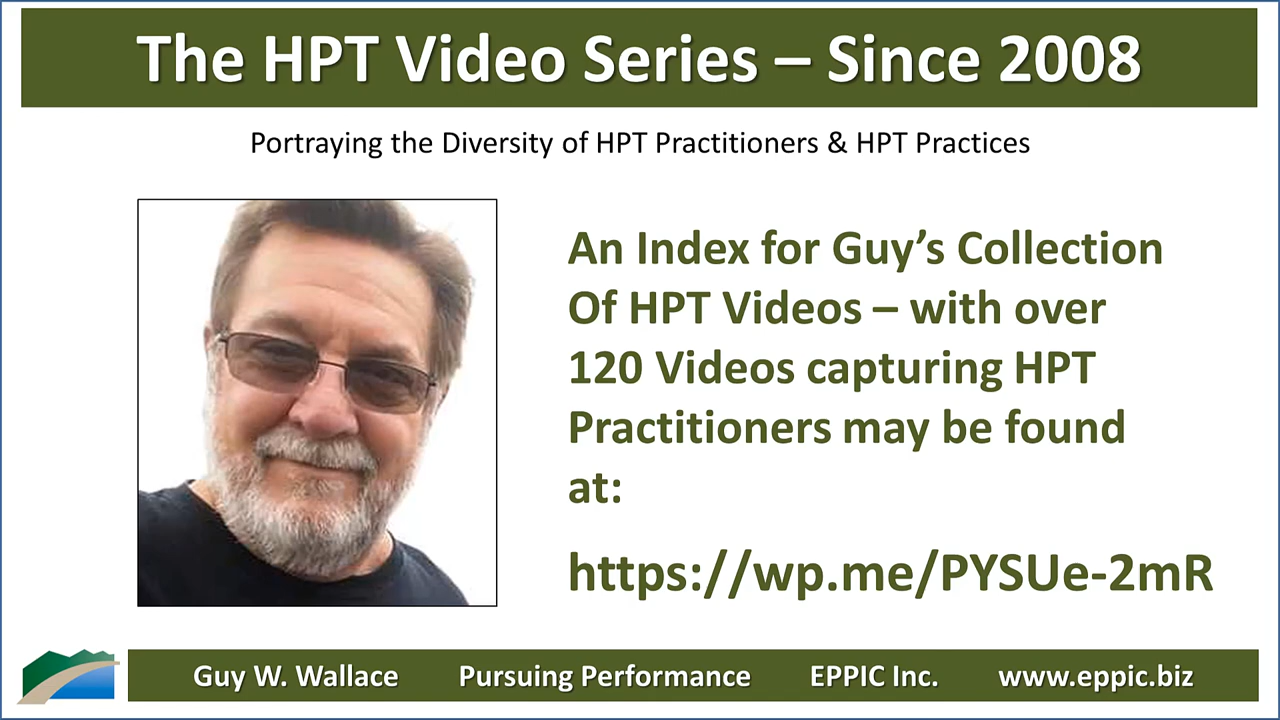 The HPT Video Series – Since 2008
Portraying the Diversity of HPT Practitioners & HPT Practices
An Index for Guy’s Collection
Of HPT Videos – with over
120 Videos capturing HPT
Practitioners may be found
at:
https://wp.me/PYSUe-2mR
Guy W. Wallace Pursuing Performance EPPIC Inc. www.eppic.biz